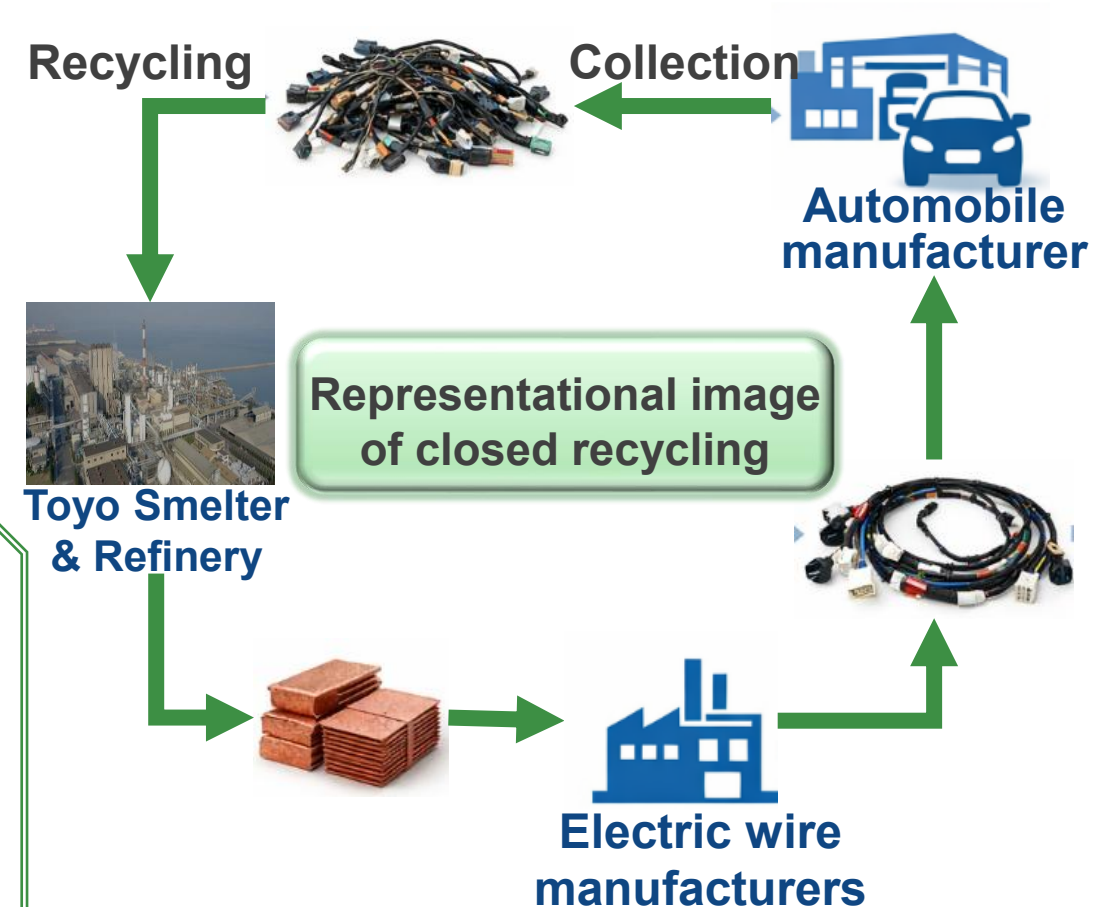 Recycling
Collection
Automobile
manufacturer
Representational image
of closed recycling
Toyo Smelter
& Refinery
Electric wire
manufacturers